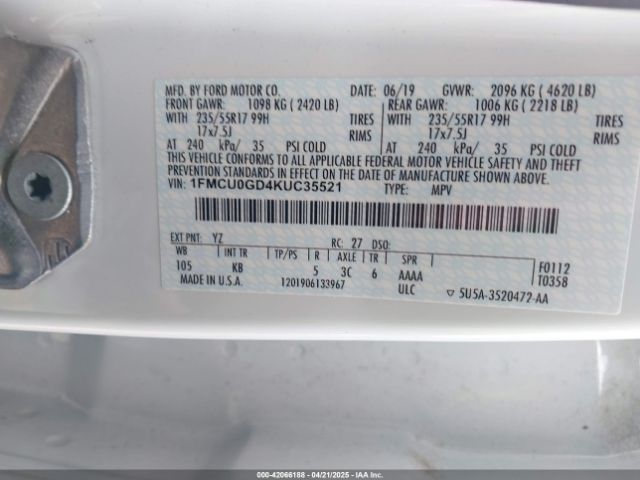 MFD. BY FORD MOTOR CO. DATE: 06/19 GVWR: 2096 KG ( 4620 LB)
FRONT GAWR: 1098 KG ( 2420 LB) REAR GAWR: 1006 KG ( 2218 LB)
WITH 235/55R17 99H TIRES WITH 235/55R17 99H TIRES
17x7.5J RIMS 17x7.5J RIMS
AT 240 kPa/ 35 PSI COLD AT 240 kPa/ 35 PSI COLD
THIS VEHICLE CONFORMS TO ALL APPLICABLE FEDERAL MOTOR VEHICLE SAFETY AND THEFT
PREVENTION STANDARDS IN EFFECT ON THE DATE OF MANUFACTURE SHOWN ABOVE.
VIN: 1FMCU0GD4KUC35521 TYPE: MPV
EXT PNT: YZ RC: 27 DSO:
WB INT TR TP/PS R AXLE TR SPR F0112
105 KB 5 3C 6 AAAA T0358
MADE IN U.S.A. 1201906133967 ULC ▽ 5U5A-3520472-AA
000-42066188 - 04/21/2025 - IAAI.com